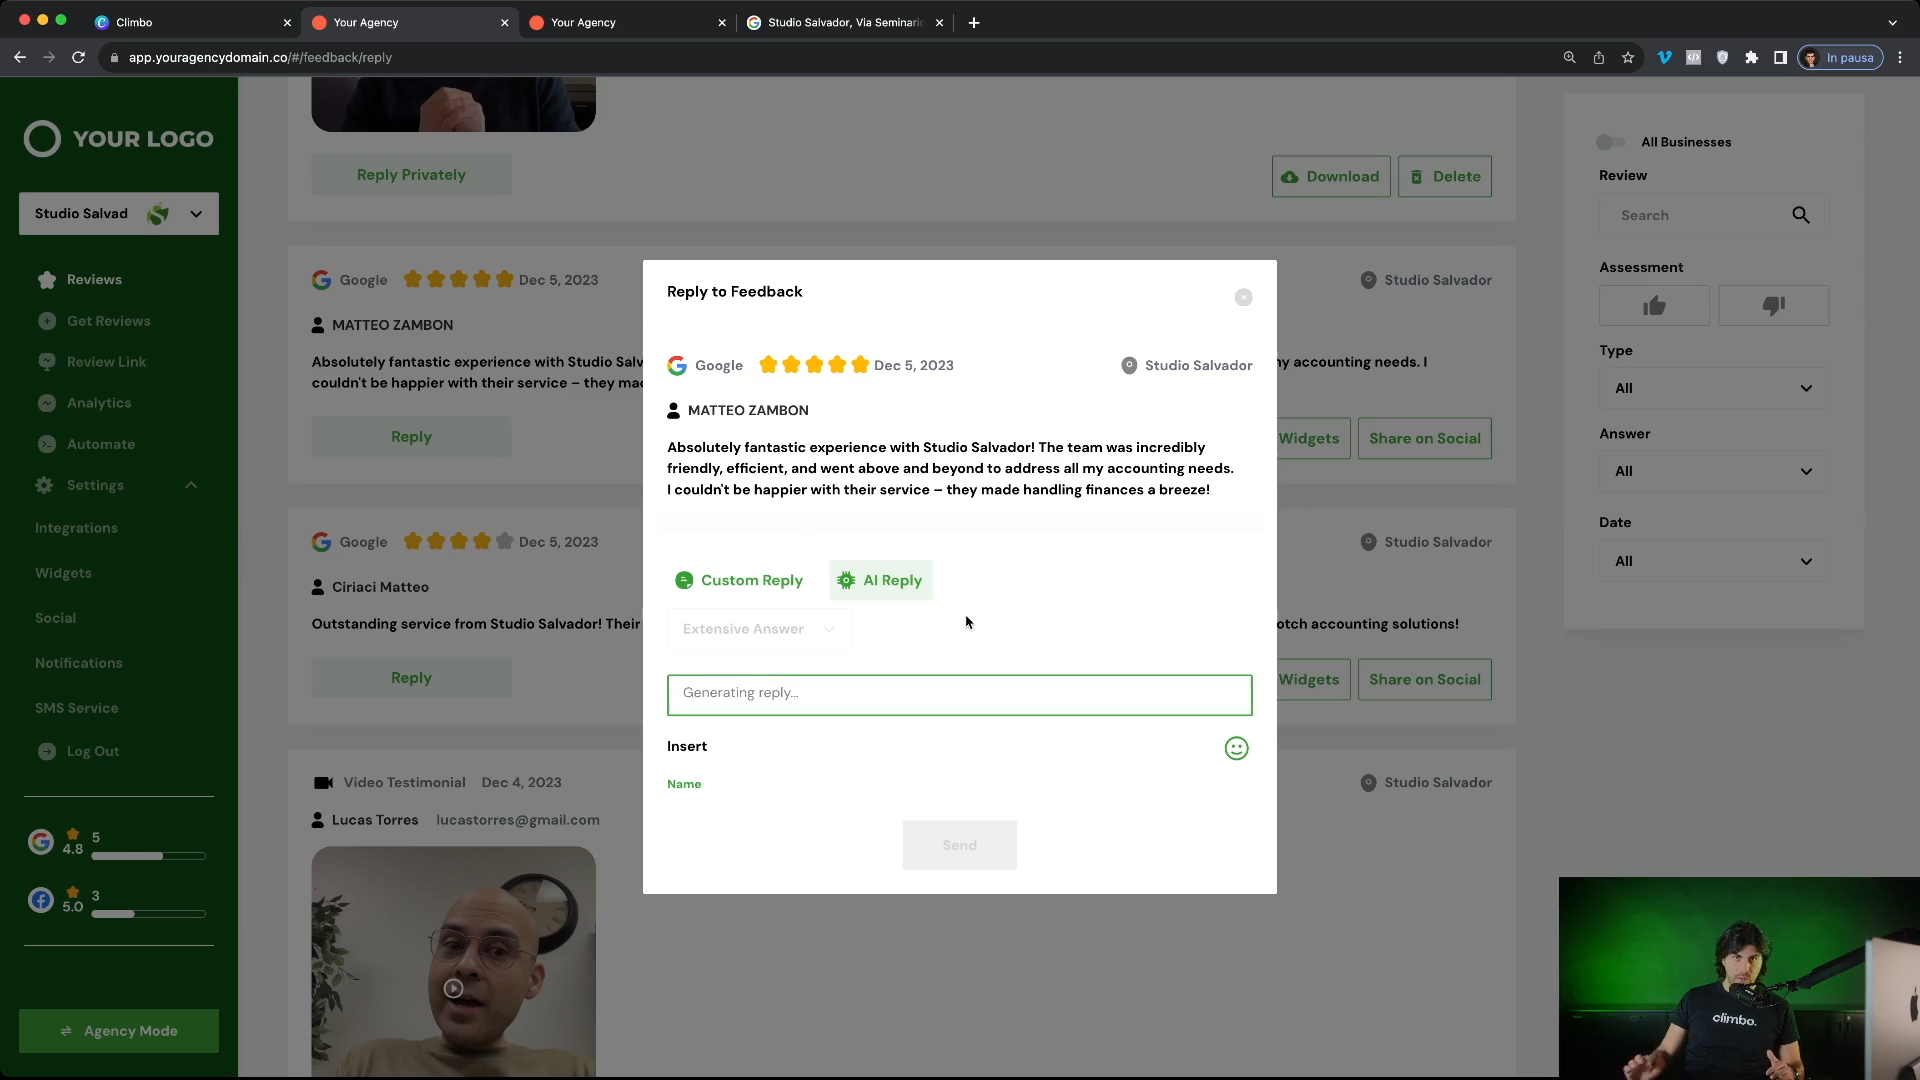 Climbo
Your Agency
Your Agency
Studio Salvador, Via Seminari
app.youragencydomain.co/#/feedback/reply
In pausa
YOUR LOGO
Studio Salvad
Reviews
Get Reviews
Review Link
Analytics
Automate
Settings
Integrations
Widgets
Social
Notifications
SMS Service
Log Out
5
4.8
3
5.0
Agency Mode
Reply Privately
Download
Delete
Google
Dec 5, 2023
Studio Salvador
MATTEO ZAMBON
Absolutely fantastic experience with Studio Salv
ny accounting needs. I
couldn't be happier with their service – they mad
Reply
Widgets
Share on Social
Google
Dec 5, 2023
Studio Salvador
Ciriaci Matteo
Outstanding service from Studio Salvador! Their
otch accounting solutions!
Reply
Widgets
Share on Social
Video Testimonial
Dec 4, 2023
Studio Salvador
Lucas Torres
lucastorres@gmail.com
Reply to Feedback
Google
Dec 5, 2023
Studio Salvador
MATTEO ZAMBON
Absolutely fantastic experience with Studio Salvador! The team was incredibly
friendly, efficient, and went above and beyond to address all my accounting needs.
I couldn't be happier with their service – they made handling finances a breeze!
Custom Reply
AI Reply
Extensive Answer
Generating reply...
Insert
Name
Send
All Businesses
Review
Search
Assessment
Type
All
Answer
All
Date
All
climbo.